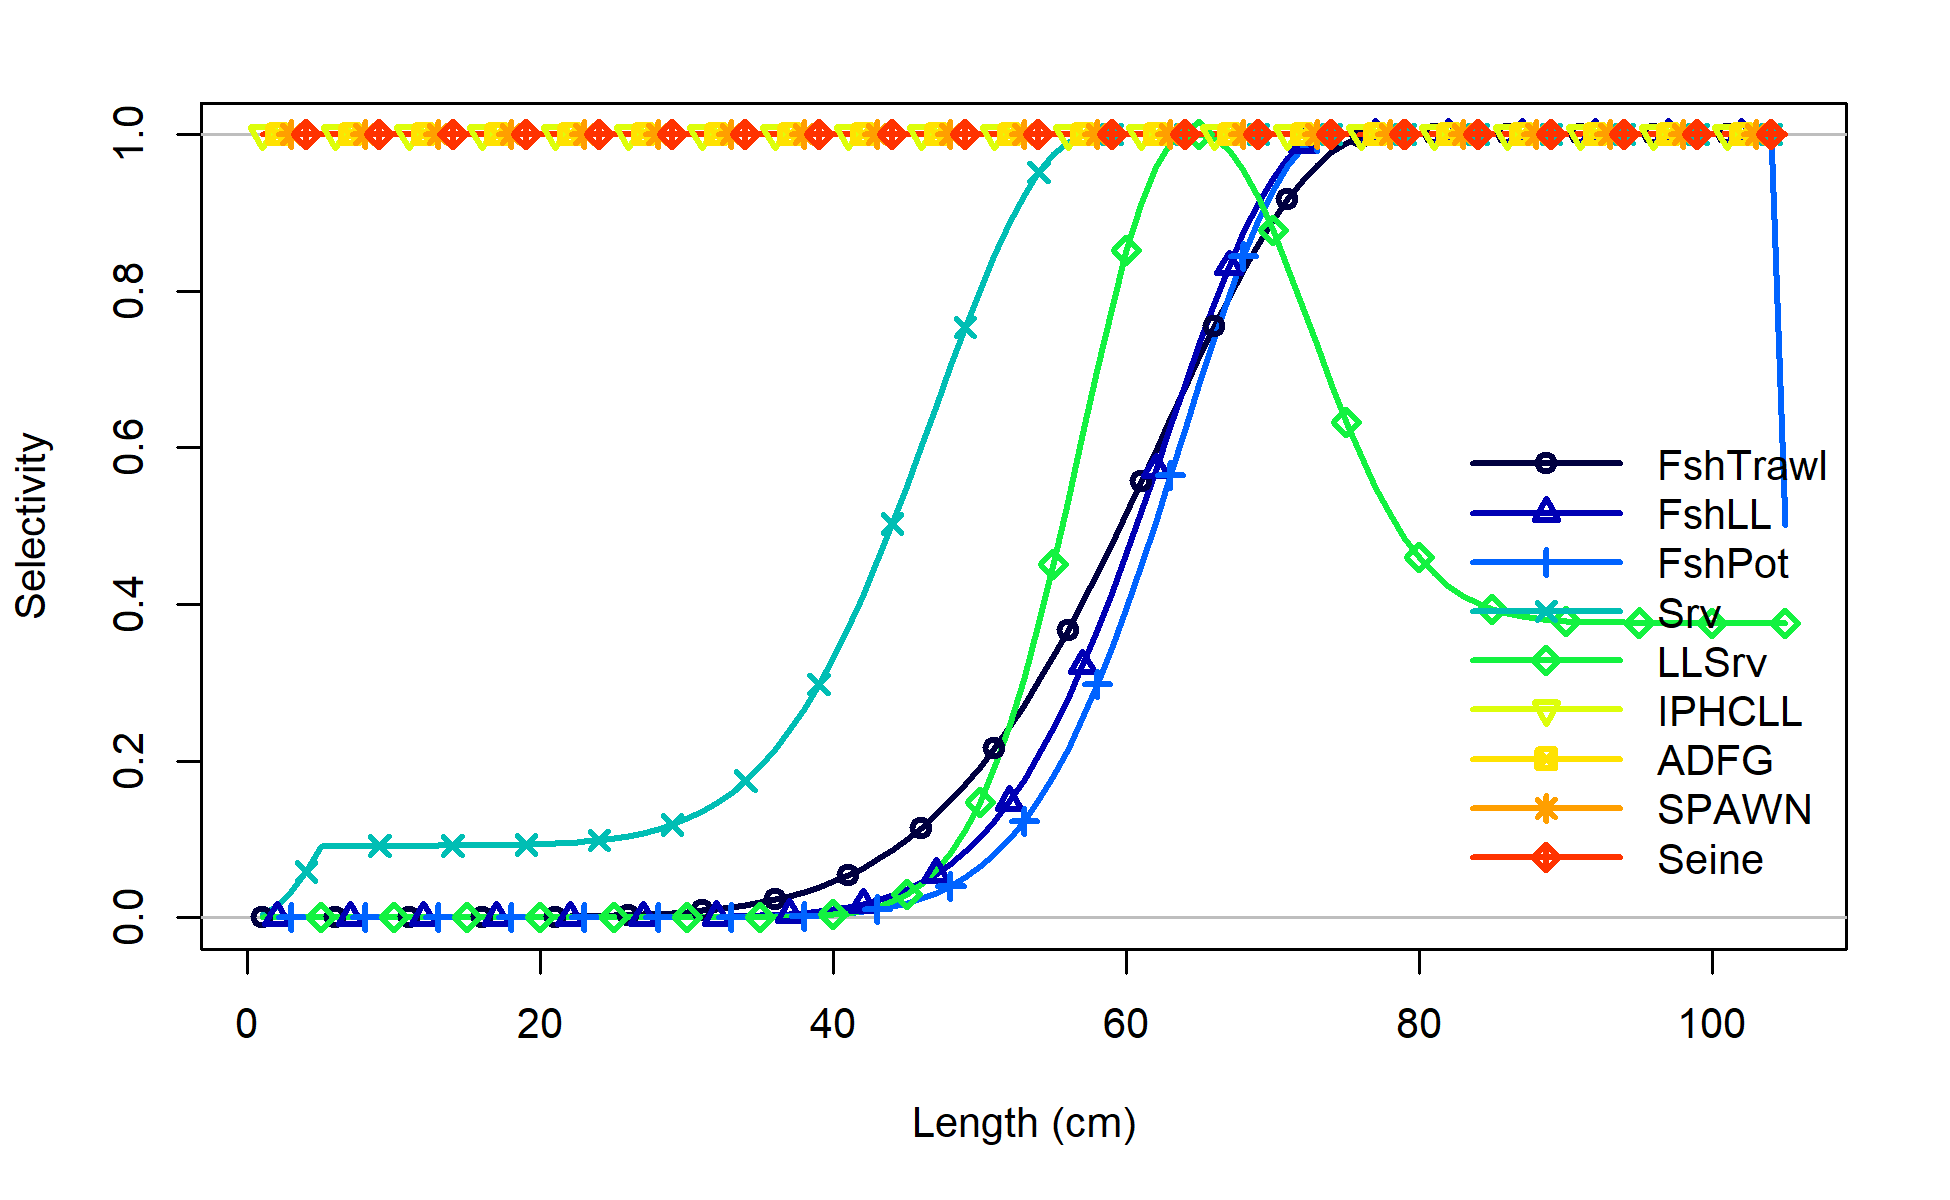 1.0
0.8
0.6
0.4
0.2
0.0
Selectivity
FshTrawl
FshLL
FshPot
Srv
LLSrv
IPHCLL
ADFG
SPAWN
Seine
0 20 40 60 80 100
Length (cm)